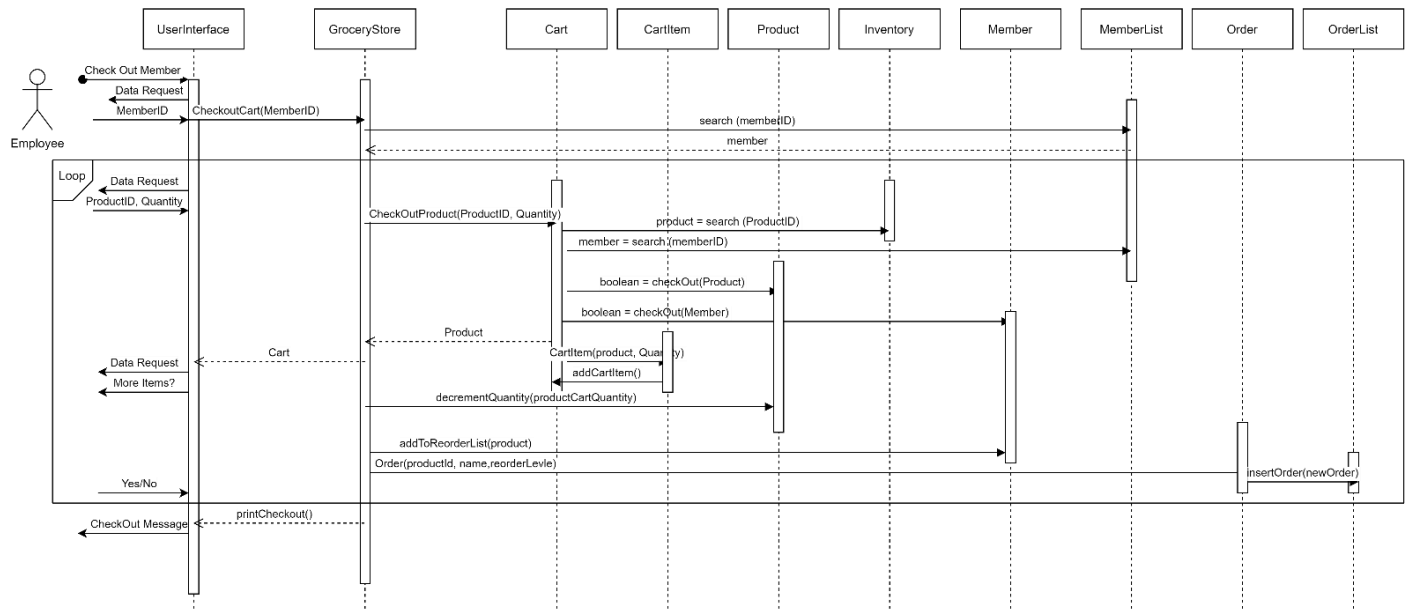 UserInterface
GroceryStore
Cart
CartItem
Product
Inventory
Member
MemberList
Order
OrderList
Check Out Member
Employee
Data Request
MemberID
CheckoutCart(MemberID)
search (memberID)
member
Loop
Data Request
ProductID, Quantity
CheckOutProduct(ProductID, Quantity)
product = search (ProductID)
member = search (memberID)
boolean = checkOut(Product)
boolean = checkOut(Member)
Product
Cart
CartItem(product, Quantity)
Data Request
addCartItem()
More Items?
decrementQuantity(productCartQuantity)
addToReorderList(product)
Order(productId, name,reorderLevle)
insertOrder(newOrder)
Yes/No
printCheckout()
CheckOut Message